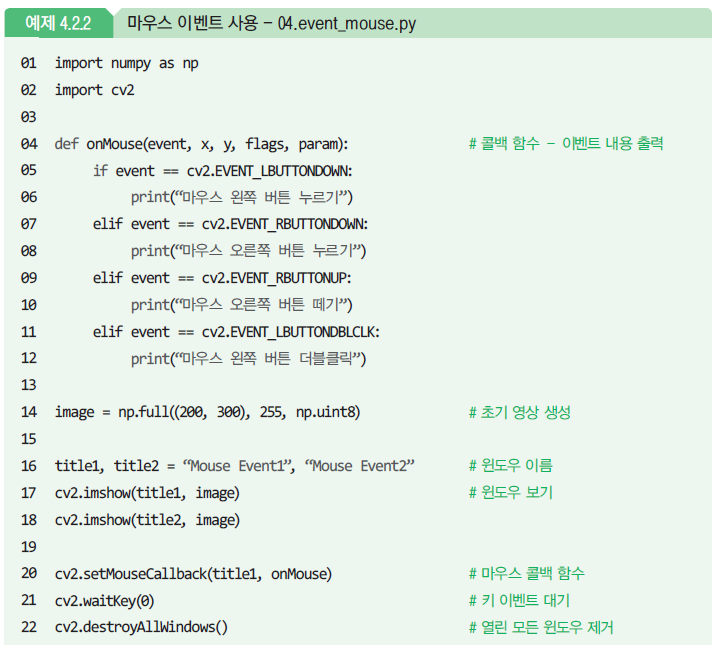 예제 4.2.2 마우스 이벤트 사용 - 04.event_mouse.py
01 import numpy as np
02 import cv2
03
04 def onMouse(event, x, y, flags, param): # 콜백 함수 - 이벤트 내용 출력
05 if event == cv2.EVENT_LBUTTONDOWN:
06 print(“마우스 왼쪽 버튼 누르기”)
07 elif event == cv2.EVENT_RBUTTONDOWN:
08 print(“마우스 오른쪽 버튼 누르기”)
09 elif event == cv2.EVENT_RBUTTONUP:
10 print(“마우스 오른쪽 버튼 떼기”)
11 elif event == cv2.EVENT_LBUTTONDBLCLK:
12 print(“마우스 왼쪽 버튼 더블클릭”)
13
14 image = np.full((200, 300), 255, np.uint8) # 초기 영상 생성
15
16 title1, title2 = “Mouse Event1”, “Mouse Event2” # 윈도우 이름
17 cv2.imshow(title1, image) # 윈도우 보기
18 cv2.imshow(title2, image)
19
20 cv2.setMouseCallback(title1, onMouse) # 마우스 콜백 함수
21 cv2.waitKey(0) # 키 이벤트 대기
22 cv2.destroyAllWindows() # 열린 모든 윈도우 제거